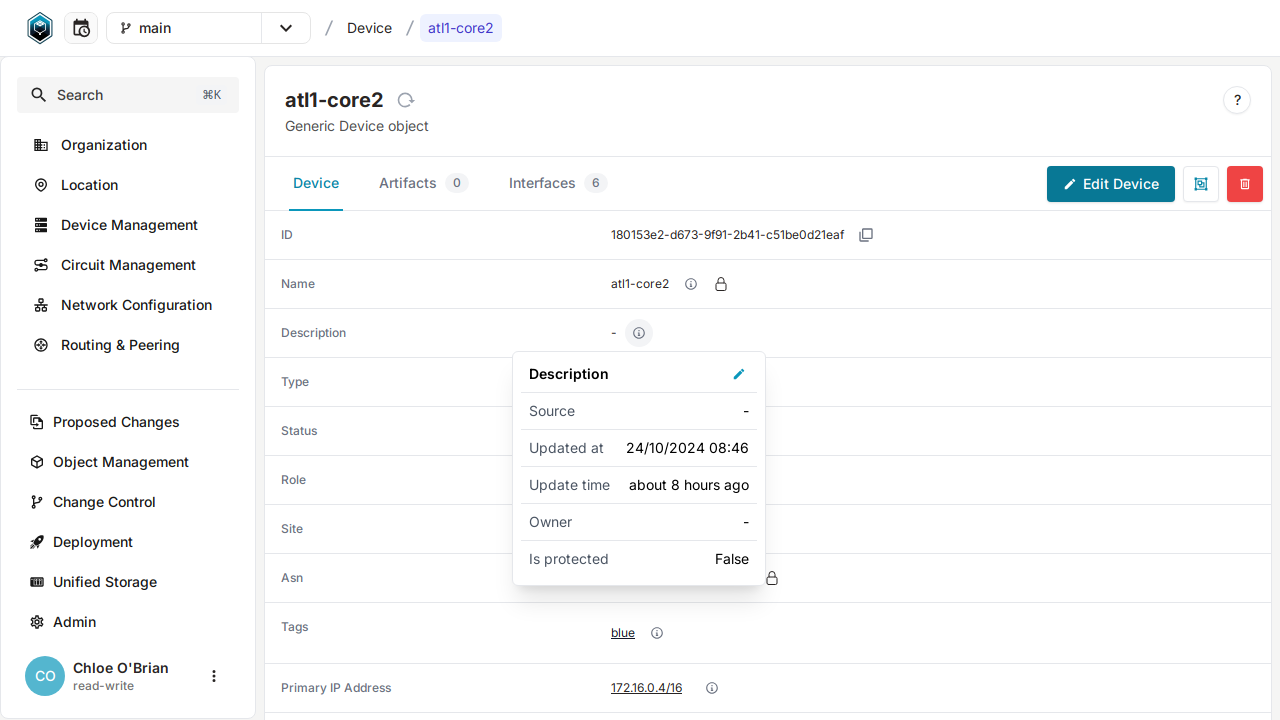 main
/
Device
/
atl1-core2
Search
⌘K
Organization
Location
Device Management
Circuit Management
Network Configuration
Routing & Peering
Proposed Changes
Object Management
Change Control
Deployment
Unified Storage
Admin
CO
Chloe O'Brian
read-write
atl1-core2
?
Generic Device object
Device
Artifacts 0
Interfaces 6
Edit Device
ID 180153e2-d673-9f91-2b41-c51be0d21eaf
Name atl1-core2
Description -
Type
Status
Role
Site
Asn
Description
Source -
Updated at 24/10/2024 08:46
Update time about 8 hours ago
Owner -
Is protected False
Tags blue
Primary IP Address 172.16.0.4/16